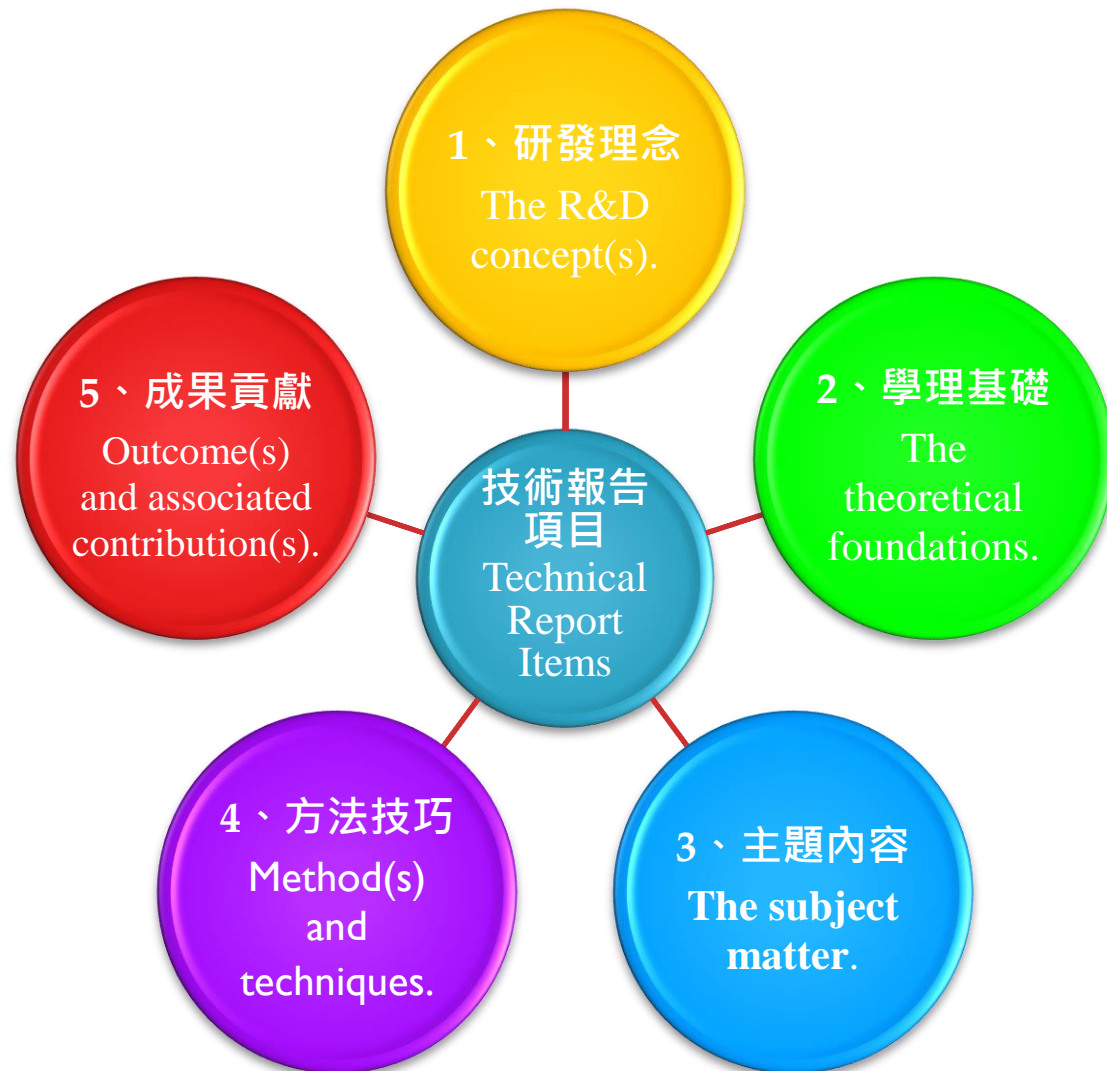 1、研發理念
The R&D
concept(s).
2、學理基礎
The
theoretical
foundations.
3、主題內容
The subject
matter.
4、方法技巧
Method(s)
and
techniques.
5、成果貢獻
Outcome(s)
and associated
contribution(s).
技術報告
項目
Technical
Report
Items